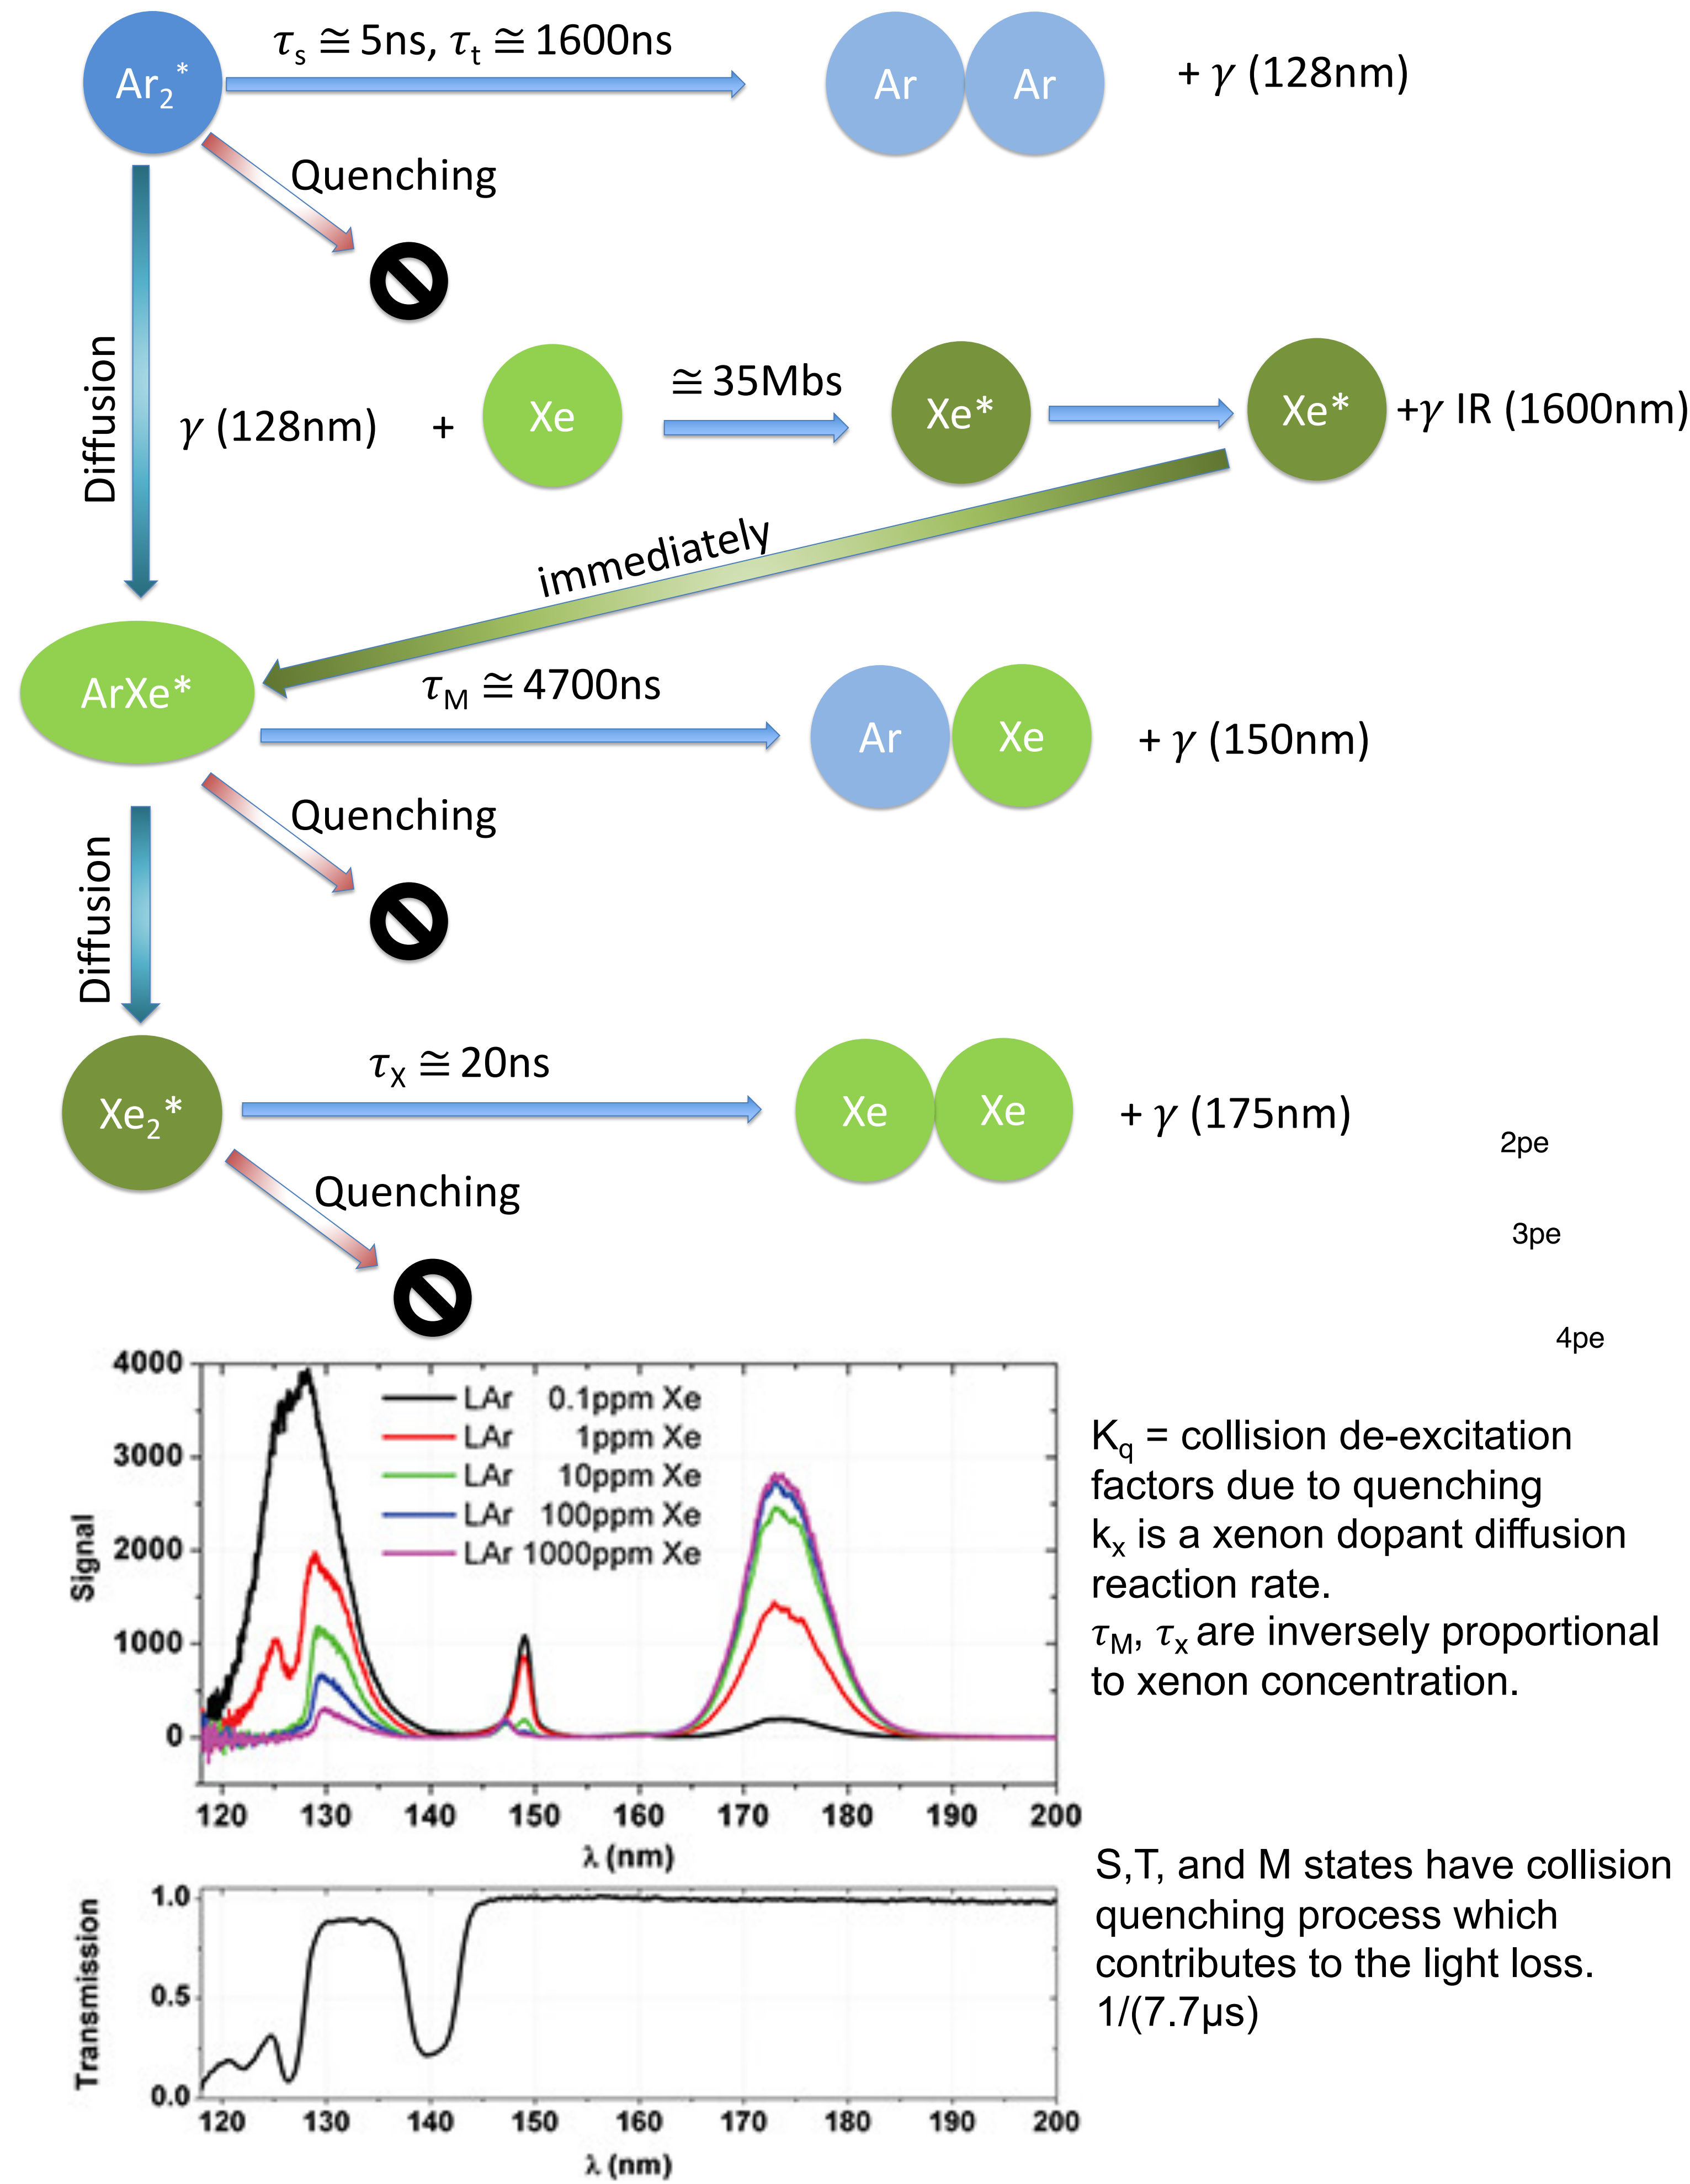 Ar₂*
τs ≅ 5ns, τt ≅ 1600ns
Ar
Ar
+ γ (128nm)
Quenching
Diffusion
γ (128nm)
+
Xe
≅ 35Mbs
Xe*
Xe*
+γ IR (1600nm)
immediately
ArXe*
τM ≅ 4700ns
Ar
Xe
+ γ (150nm)
Quenching
Diffusion
Xe₂*
τX ≅ 20ns
Xe
Xe
+ γ (175nm)
Quenching
2pe
3pe
4pe
4000
3000
2000
1000
0
Signal
LAr 0.1ppm Xe
LAr 1ppm Xe
LAr 10ppm Xe
LAr 100ppm Xe
LAr 1000ppm Xe
120 130 140 150 160 170 180 190 200
λ (nm)
Kq = collision de-excitation
factors due to quenching
kx is a xenon dopant diffusion
reaction rate.
τM, τx are inversely proportional
to xenon concentration.
1.0
0.5
0.0
Transmission
120 130 140 150 160 170 180 190 200
λ (nm)
S,T, and M states have collision
quenching process which
contributes to the light loss.
1/(7.7μs)